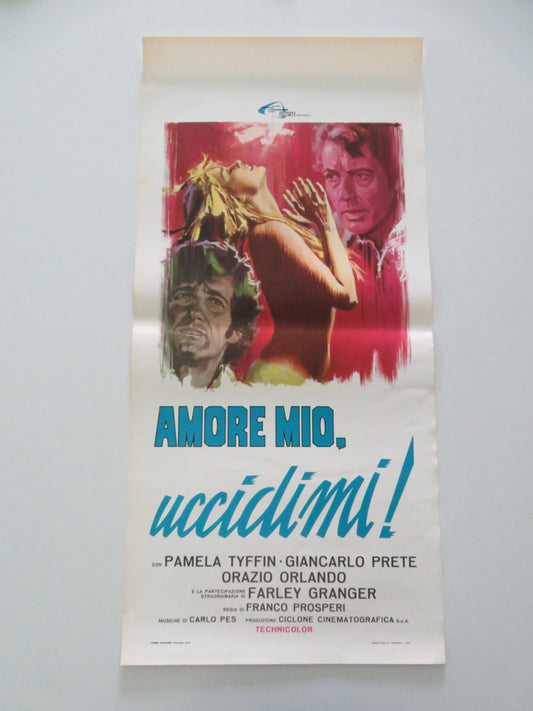 AMORE MIO,
uccidimi!
CON PAMELA TYFFIN · GIANCARLO PRETE
ORAZIO ORLANDO
E LA PARTECIPAZIONE STRAORDINARIA DI FARLEY GRANGER
REGIA DI FRANCO PROSPERI
MUSICHE DI CARLO PES PRODUZIONE CICLONE CINEMATOGRAFICA S.p.A.
TECHNICOLOR